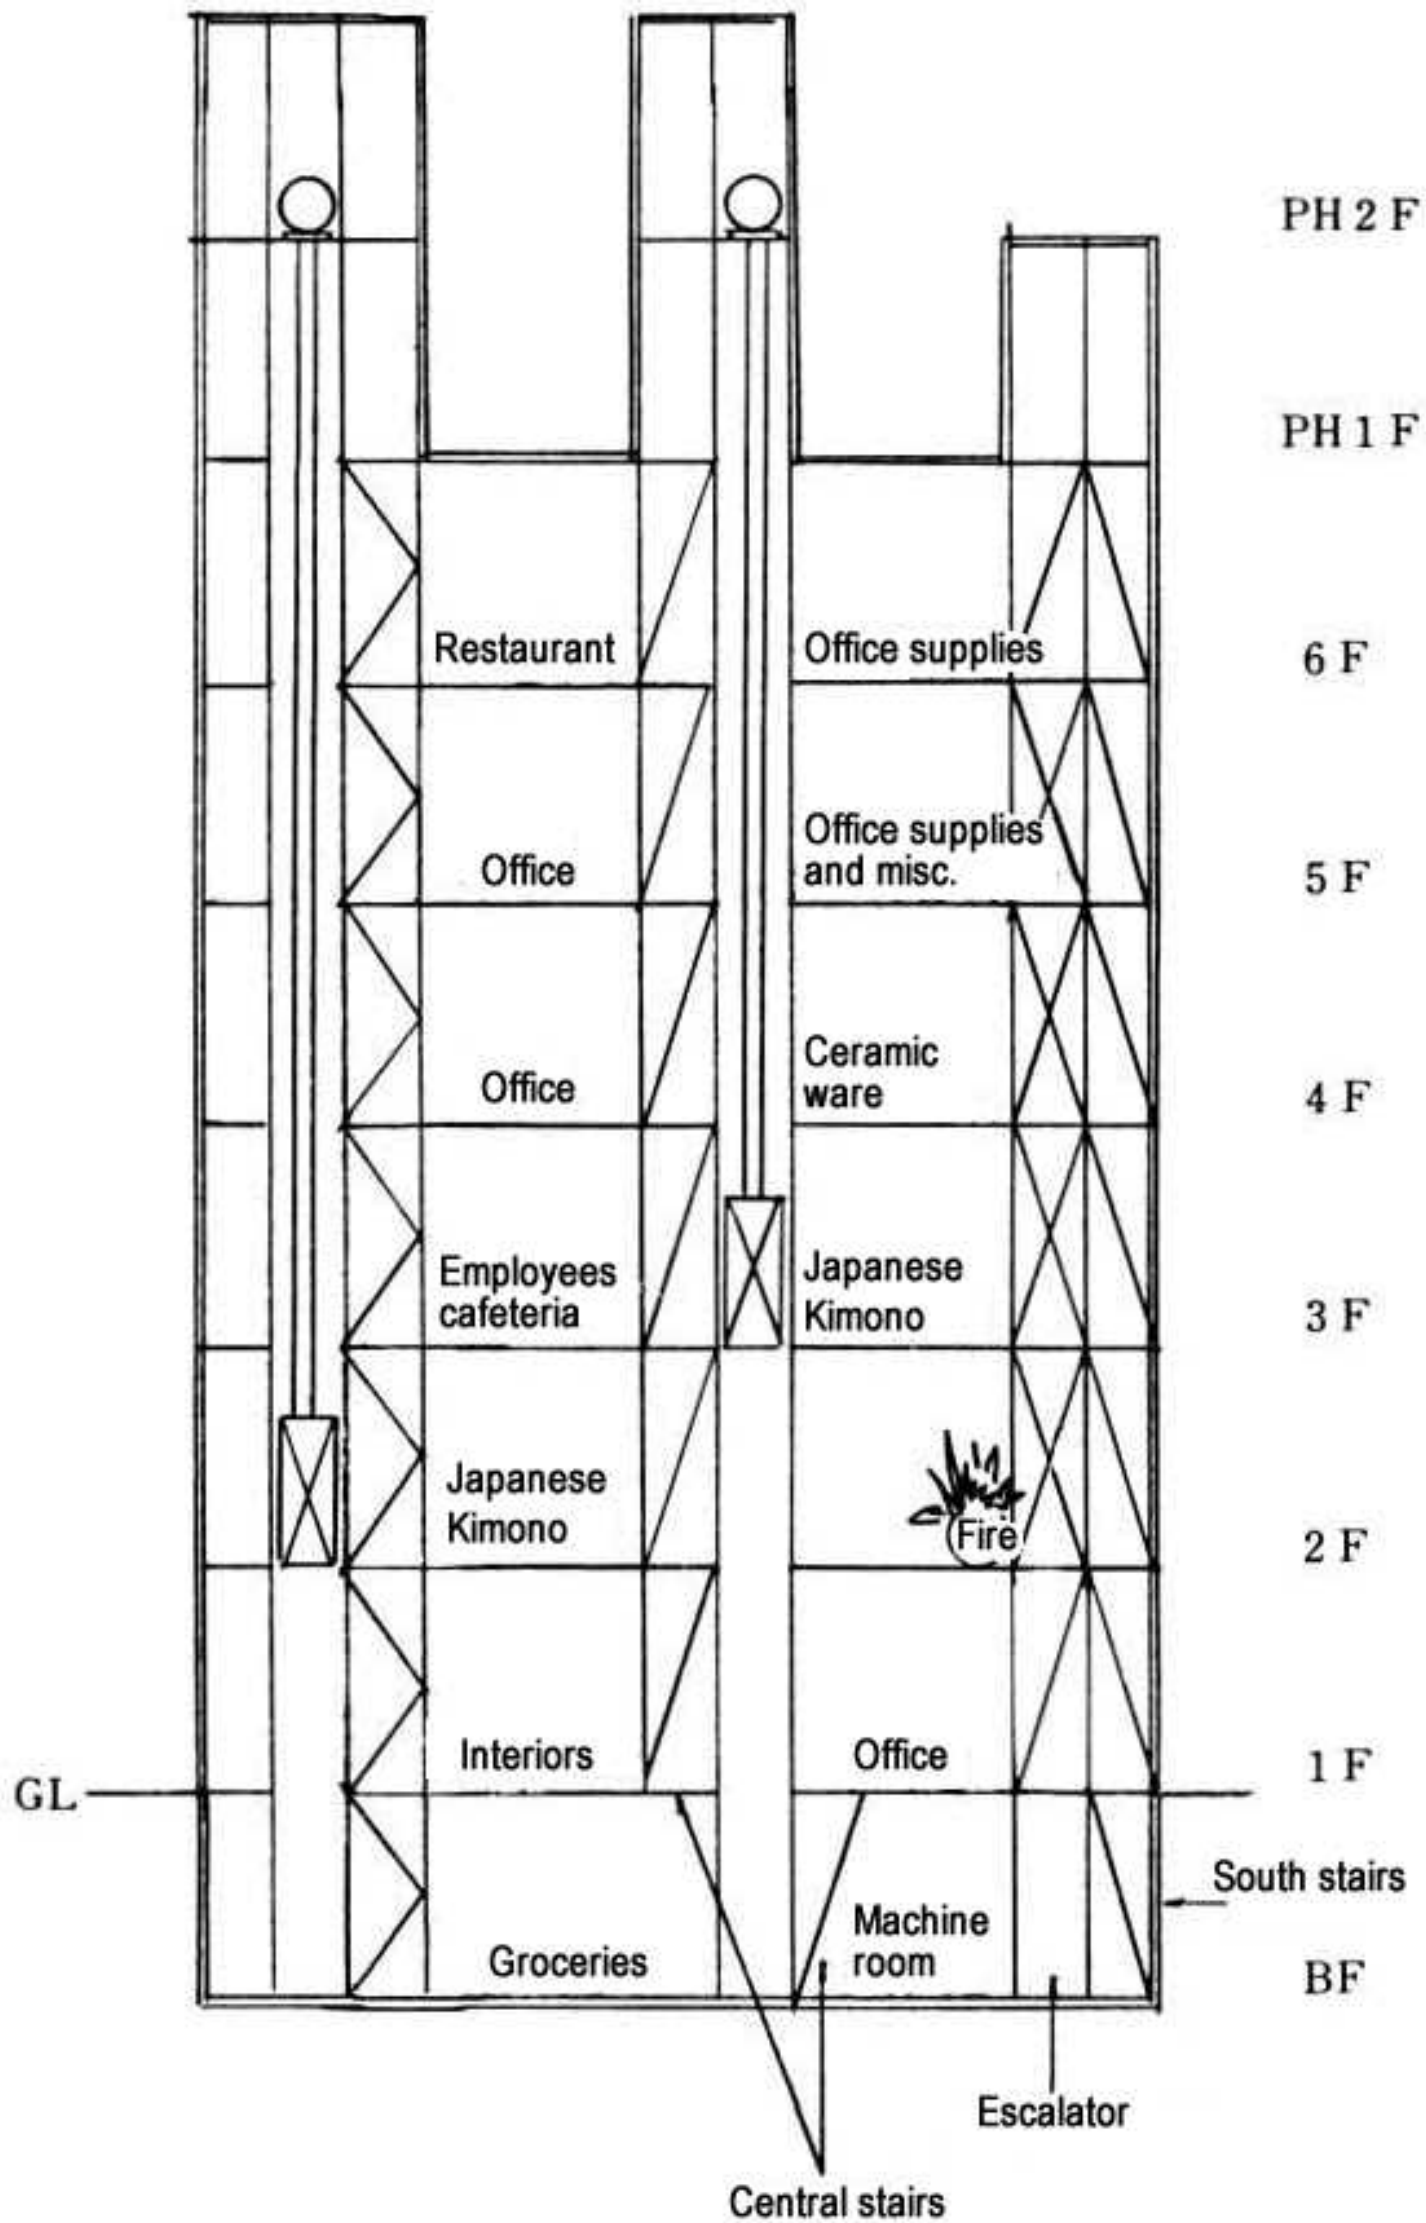 PH 2 F
PH 1 F
Restaurant
Office supplies
6 F
Office
Office supplies
and misc.
5 F
Office
Ceramic
ware
4 F
Employees
cafeteria
Japanese
Kimono
3 F
Japanese
Kimono
Fire
2 F
Interiors
Office
1 F
GL
South stairs
Groceries
Machine
room
BF
Escalator
Central stairs